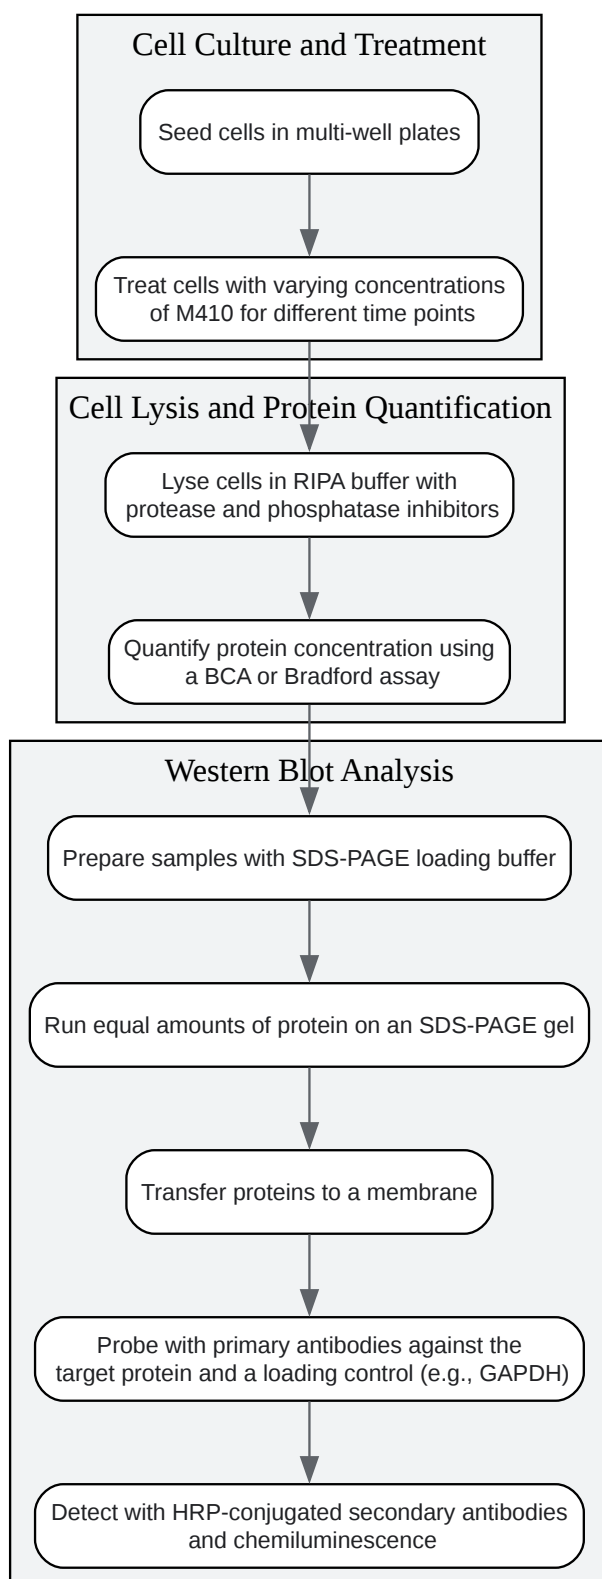 Cell Culture and Treatment
Seed cells in multi-well plates
Treat cells with varying concentrations
of M410 for different time points
Cell Lysis and Protein Quantification
Lyse cells in RIPA buffer with
protease and phosphatase inhibitors
Quantify protein concentration using
a BCA or Bradford assay
Western Blot Analysis
Prepare samples with SDS-PAGE loading buffer
Run equal amounts of protein on an SDS-PAGE gel
Transfer proteins to a membrane
Probe with primary antibodies against the
target protein and a loading control (e.g., GAPDH)
Detect with HRP-conjugated secondary antibodies
and chemiluminescence